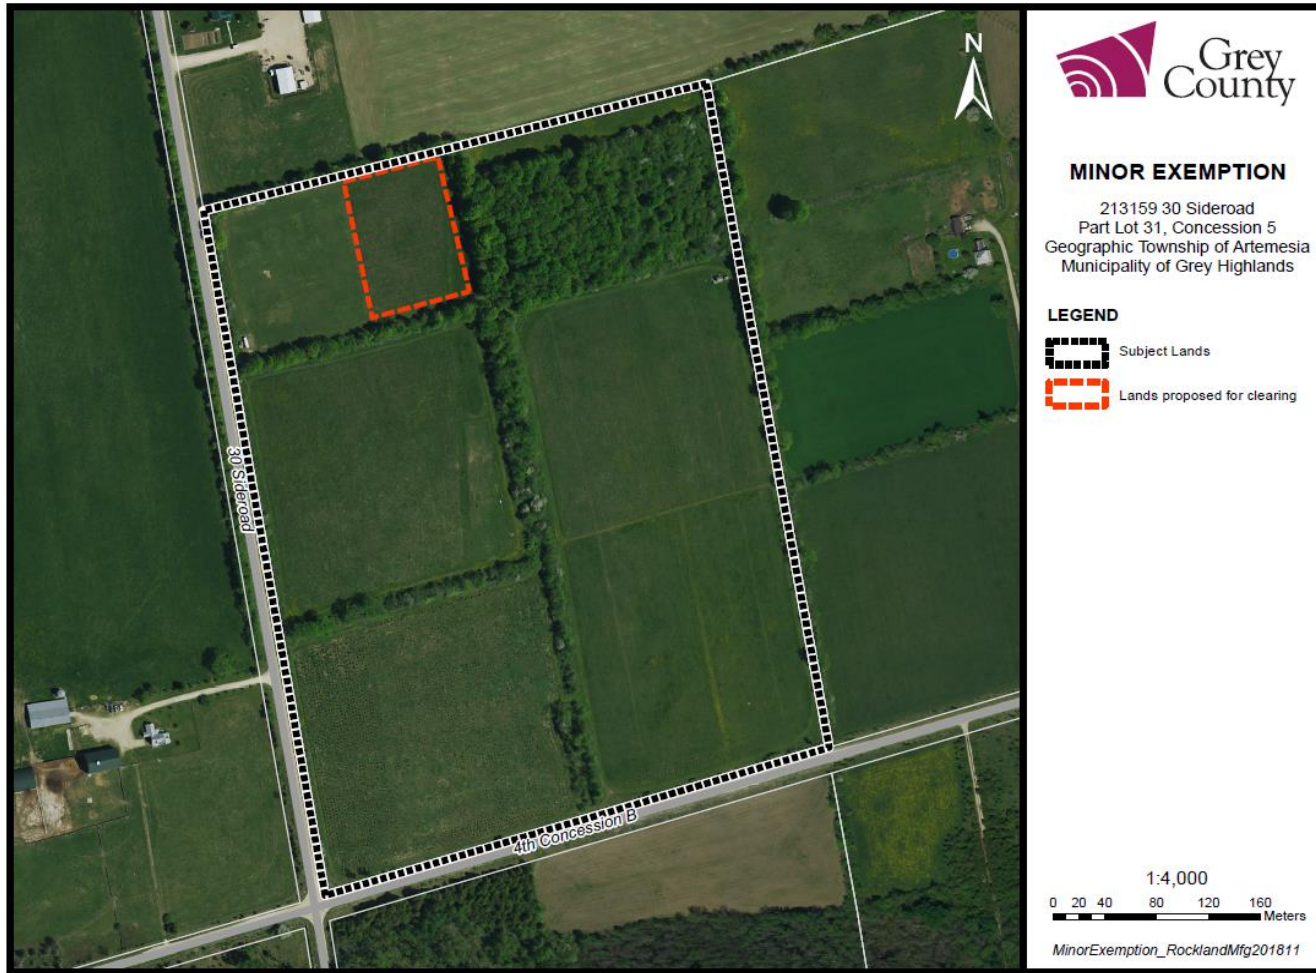 N
30 Sideroad
4th Concession B
Grey
County
MINOR EXEMPTION
213159 30 Sideroad
Part Lot 31, Concession 5
Geographic Township of Artemesia
Municipality of Grey Highlands
LEGEND
Subject Lands
Lands proposed for clearing
1:4,000
0 20 40 80 120 160
Meters
MinorExemption_RocklandMfg201811